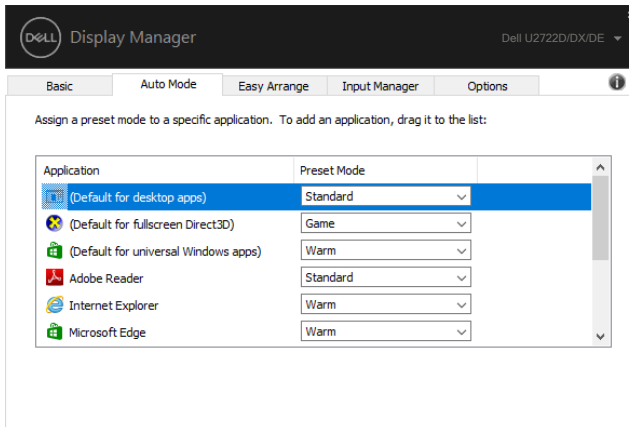 DELL Display Manager
Dell U2722D/DX/DE
Basic Auto Mode Easy Arrange Input Manager Options
Assign a preset mode to a specific application. To add an application, drag it to the list:
Application Preset Mode
(Default for desktop apps) Standard
(Default for fullscreen Direct3D) Game
(Default for universal Windows apps) Warm
Adobe Reader Standard
Internet Explorer Warm
Microsoft Edge Warm